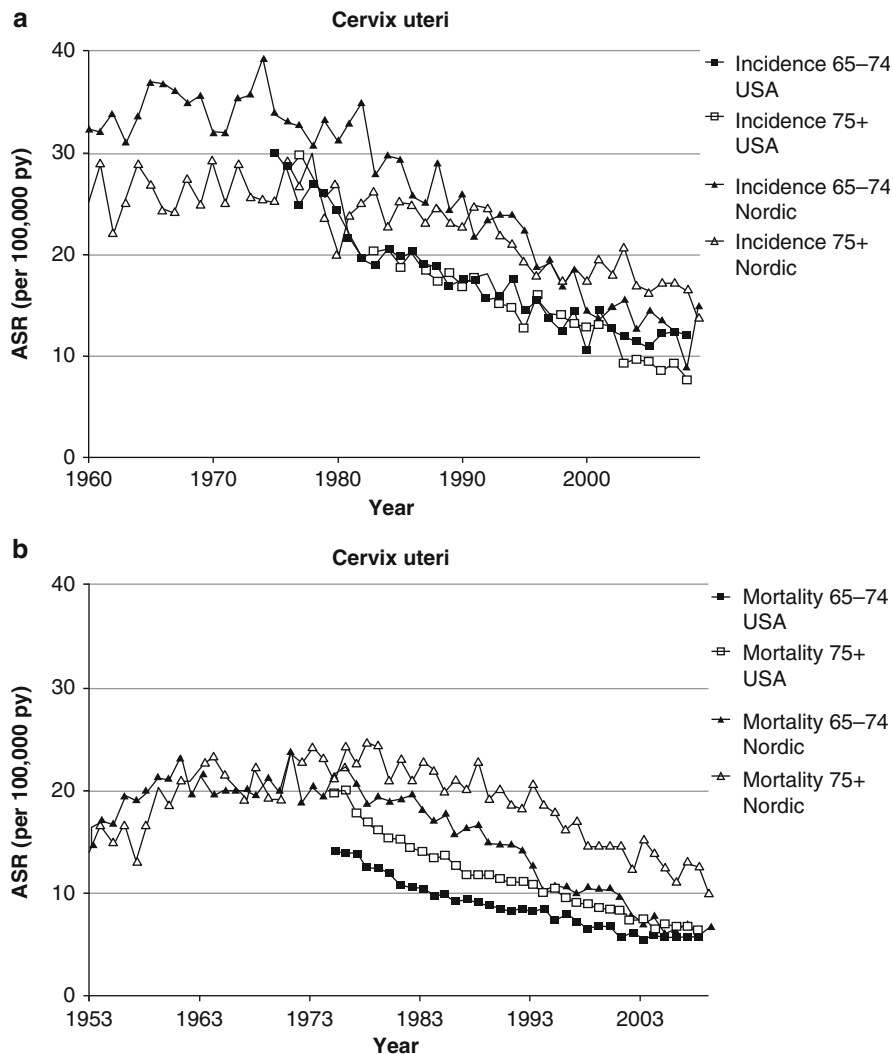 a
Cervix uteri
40
30
20
10
0
ASR (per 100,000 py)
1960
1970
1980
1990
2000
Year
Incidence 65–74
USA
Incidence 75+
USA
Incidence 65–74
Nordic
Incidence 75+
Nordic
b
Cervix uteri
40
30
20
10
0
ASR (per 100,000 py)
1953
1963
1973
1983
1993
2003
Year
Mortality 65–74
USA
Mortality 75+
USA
Mortality 65–74
Nordic
Mortality 75+
Nordic